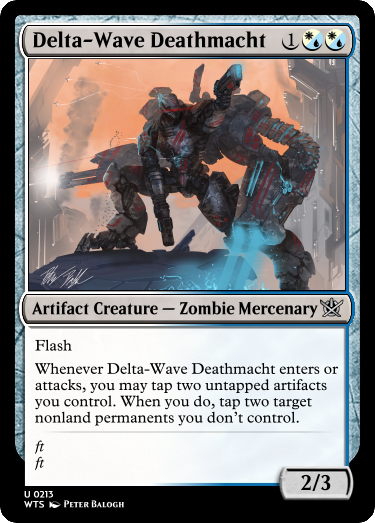 Delta-Wave Deathmacht 1
Artifact Creature — Zombie Mercenary
Flash
Whenever Delta-Wave Deathmacht enters or
attacks, you may tap two untapped artifacts
you control. When you do, tap two target
nonland permanents you don't control.
ft
ft
2/3
U 0213
WTS Peter Balogh